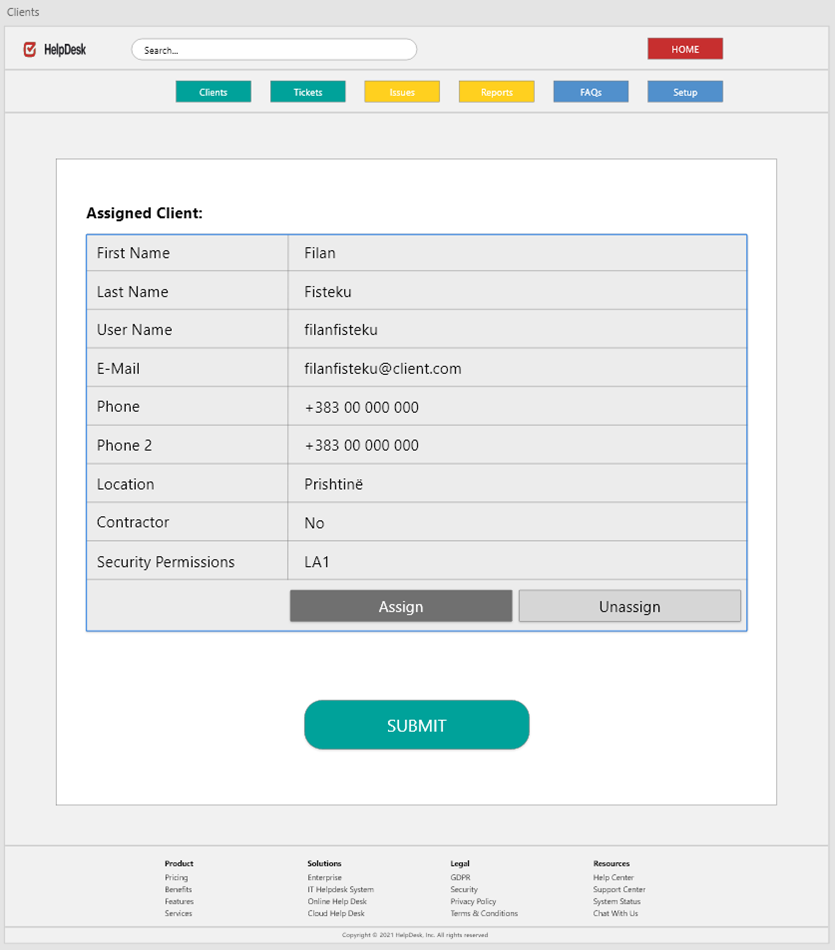 Clients
HelpDesk
Search...
HOME
Clients
Tickets
Issues
Reports
FAQs
Setup
Assigned Client:
First Name Filan
Last Name Fisteku
User Name filanfisteku
E-Mail filanfisteku@client.com
Phone +383 00 000 000
Phone 2 +383 00 000 000
Location Prishtinë
Contractor No
Security Permissions LA1
Assign Unassign
SUBMIT
Product Solutions Legal Resources
Pricing Enterprise GDPR Help Center
Benefits IT Helpdesk System Security Support Center
Features Online Help Desk Privacy Policy System Status
Services Cloud Help Desk Terms & Conditions Chat With Us
Copyright © 2021 HelpDesk, Inc. All rights reserved